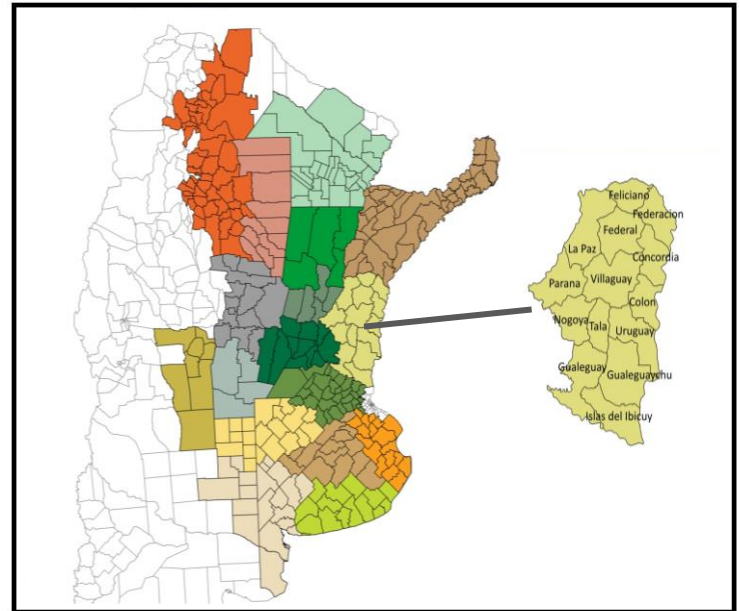 Feliciano
Federacion
Federal
La Paz
Concordia
Parana
Villaguay
Colon
Nogoya
Tala
Uruguay
Gualeguay
Gualeguaychu
Islas del Ibicuy